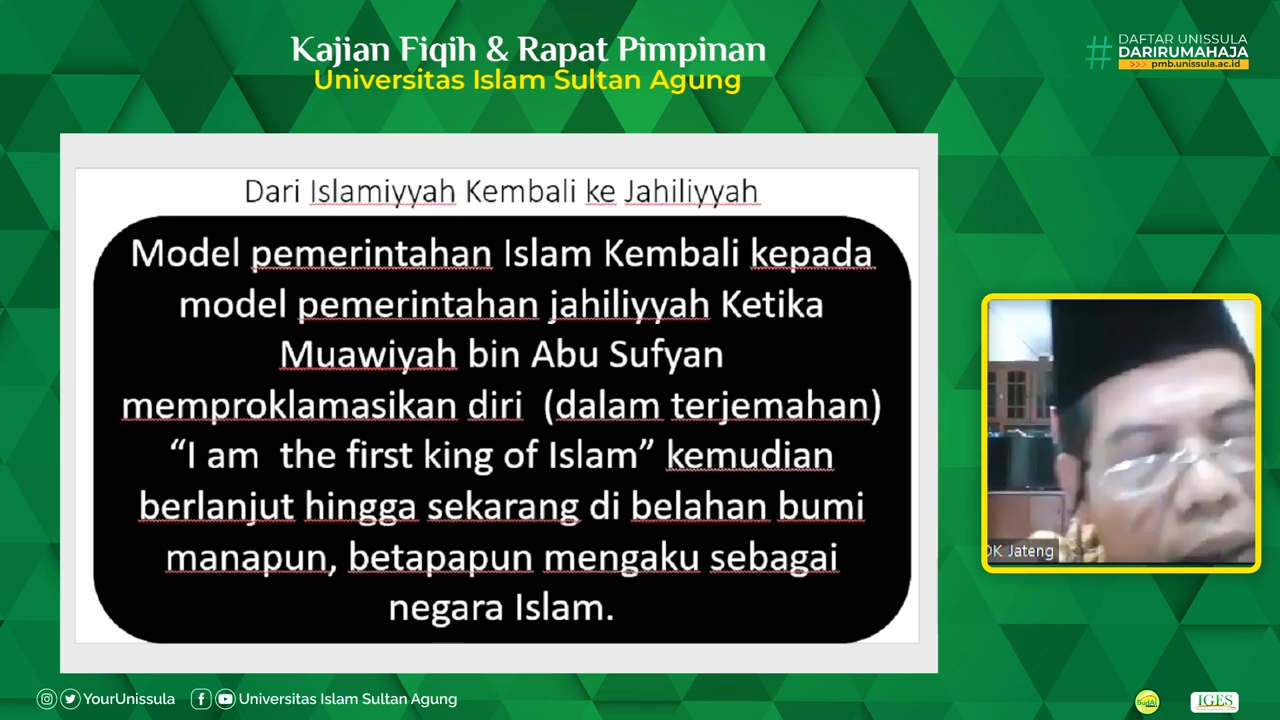 Kajian Fiqih & Rapat Pimpinan
Universitas Islam Sultan Agung
# DAFTAR UNISSULA
DARIRUMAHAJA
>>> pmb.unissula.ac.id
Dari Islamiyyah Kembali ke Jahiliyyah
Model pemerintahan Islam Kembali kepada
model pemerintahan jahiliyyah Ketika
Muawiyah bin Abu Sufyan
memproklamasikan diri (dalam terjemahan)
“I am the first king of Islam” kemudian
berlanjut hingga sekarang di belahan bumi
manapun, betapapun mengaku sebagai
negara Islam.
OK Jateng
YourUnissula
Universitas Islam Sultan Agung
BudAi
IGES